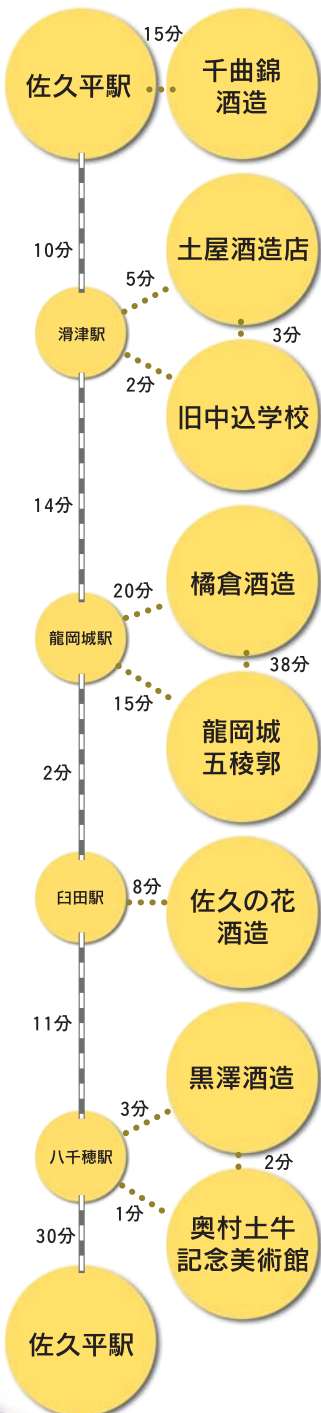 15分
佐久平駅
千曲錦
酒造
10分
土屋酒造店
5分
滑津駅
3分
2分
旧中込学校
14分
橘倉酒造
20分
龍岡城駅
38分
15分
龍岡城
五稜郭
2分
臼田駅
8分
佐久の花
酒造
11分
黒澤酒造
3分
八千穂駅
2分
1分
30分
奥村土牛
記念美術館
佐久平駅